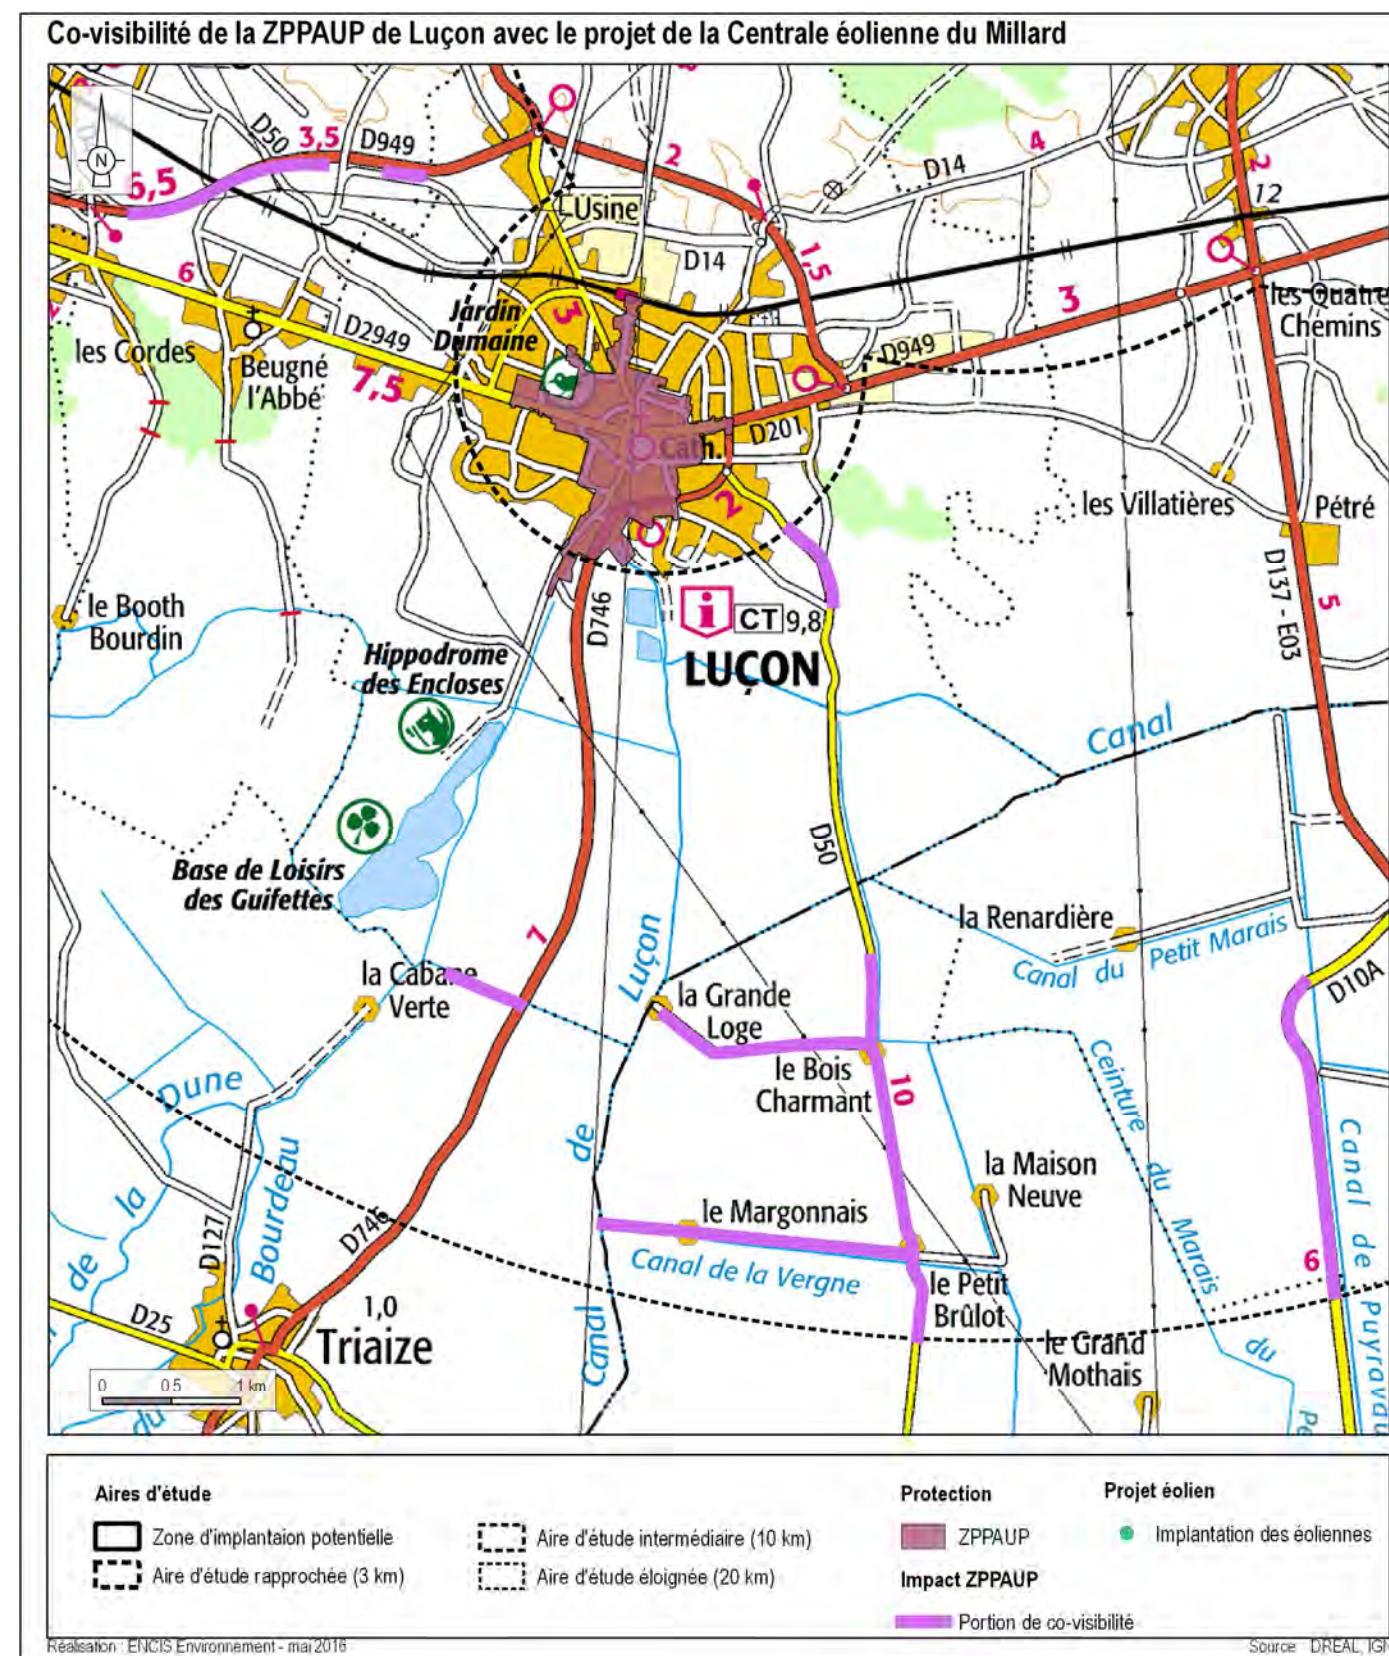 Co-visibilité de la ZPPAUP de Luçon avec le projet de la Centrale éolienne du Millard
N
D50
3,5
D949
6,5
2
4
D14
2
12
Usine
D14
1,5
6
3
Jardin
Dumaine
3
les Quatre
Chemins
les Cordes
D2949
Beugné
l'Abbé
7,5
D949
Cath.
D201
2
les Villatières
Pétré
le Booth
Bourdin
D746
i
CT
9,8
LUÇON
D137 - E03
5
Hippodrome
des Encloses
Canal
D50
Base de Loisirs
des Guifettes
7
Luçon
la Renardière
Canal du Petit Marais
la Cabane
Verte
la Grande
Loge
D10A
Dune
le Bois
Charmant
10
Ceinture
du
Marais
du
Canal de Puyravau
de
la Maison
Neuve
la
de
Bourdeau
D127
D746
le Margonnais
Canal de la Vergne
6
le Petit
Brûlot
D25
1,0
Triaize
Canal
le Grand
Mothais
Pe
0 0.5 1 km
du
Aires d'étude
Zone d'implantaion potentielle
Aire d'étude rapprochée (3 km)
Aire d'étude intermédiaire (10 km)
Aire d'étude éloignée (20 km)
Protection
ZPPAUP
Impact ZPPAUP
Portion de co-visibilité
Projet éolien
Implantation des éoliennes
Réalisation : ENCIS Environnement - mai 2016
Source : DREAL, IGN